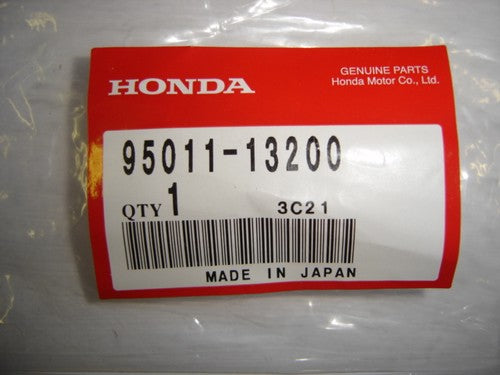 HONDA
GENUINE PARTS
Honda Motor Co., Ltd.
95011-13200
QTY 1 3C21
MADE IN JAPAN